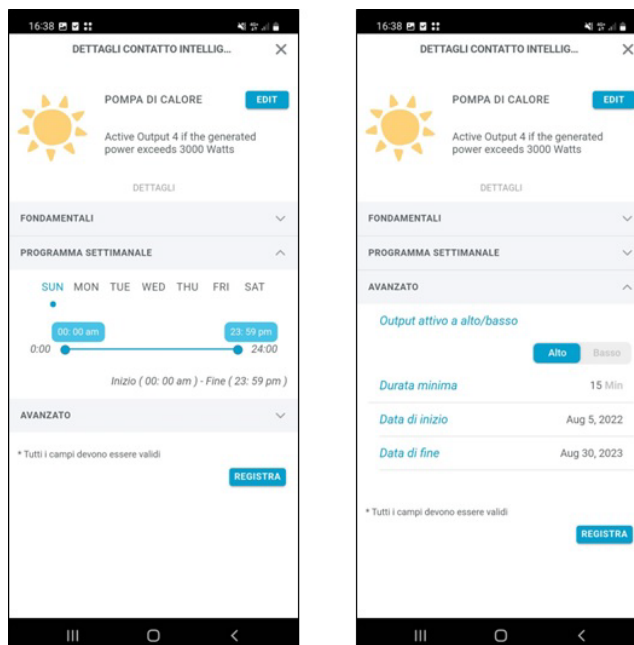 16:38
DETTAGLI CONTATTO INTELLIG...
POMPA DI CALORE
EDIT
Active Output 4 if the generated
power exceeds 3000 Watts
DETTAGLI
FONDAMENTALI
PROGRAMMA SETTIMANALE
SUN MON TUE WED THU FRI SAT
00: 00 am 23: 59 pm
0:00 24:00
Inizio ( 00: 00 am ) - Fine ( 23: 59 pm )
AVANZATO
* Tutti i campi devono essere validi
REGISTRA
16:38
DETTAGLI CONTATTO INTELLIG...
POMPA DI CALORE
EDIT
Active Output 4 if the generated
power exceeds 3000 Watts
DETTAGLI
FONDAMENTALI
PROGRAMMA SETTIMANALE
AVANZATO
Output attivo a alto/basso
Alto Basso
Durata minima 15 Min
Data di inizio Aug 5, 2022
Data di fine Aug 30, 2023
* Tutti i campi devono essere validi
REGISTRA